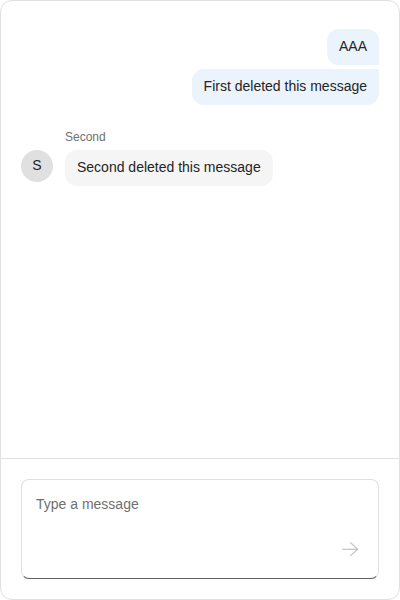 AAA
First deleted this message
Second
S
Second deleted this message
Type a message